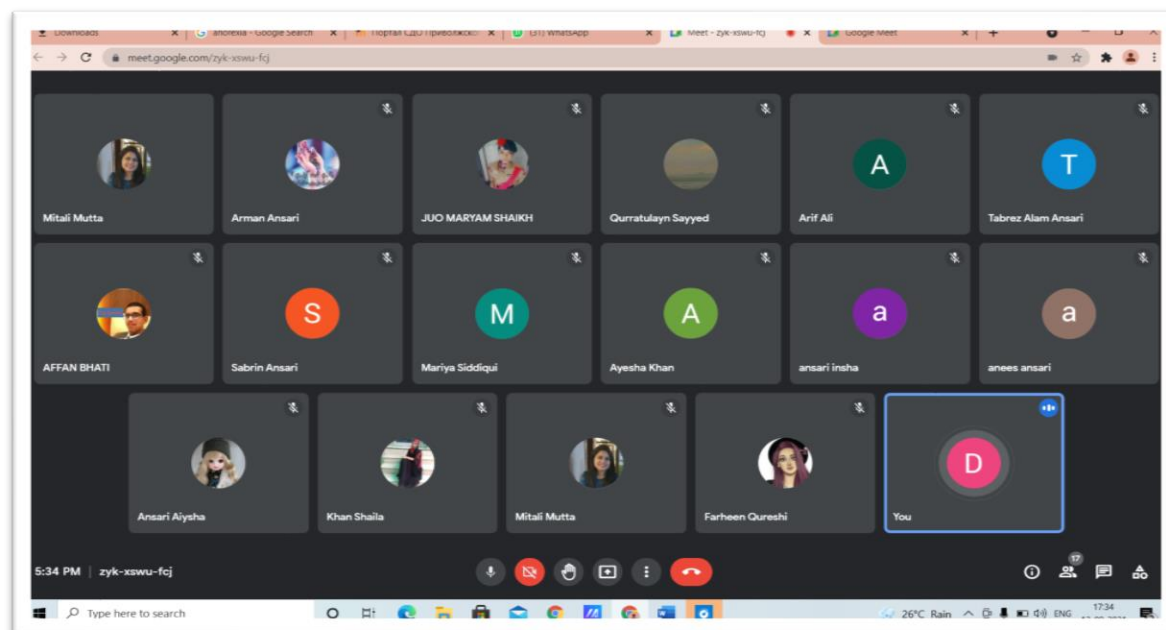 Downloads
anorexia - Google Search
Портал СДО Приволжско
(31) WhatsApp
Meet - zyk-xswu-fcj
Google Meet
meet.google.com/zyk-xswu-fcj
A
T
Mitali Mutta
Arman Ansari
JUO MARYAM SHAIKH
Qurratulayn Sayyed
Arif Ali
Tabrez Alam Ansari
S
M
A
a
a
AFFAN BHATI
Sabrin Ansari
Mariya Siddiqui
Ayesha Khan
ansari insha
anees ansari
D
Ansari Aiysha
Khan Shaila
Mitali Mutta
Farheen Qureshi
You
17
5:34 PM | zyk-xswu-fcj
Type here to search
26°C Rain
ENG
17:34